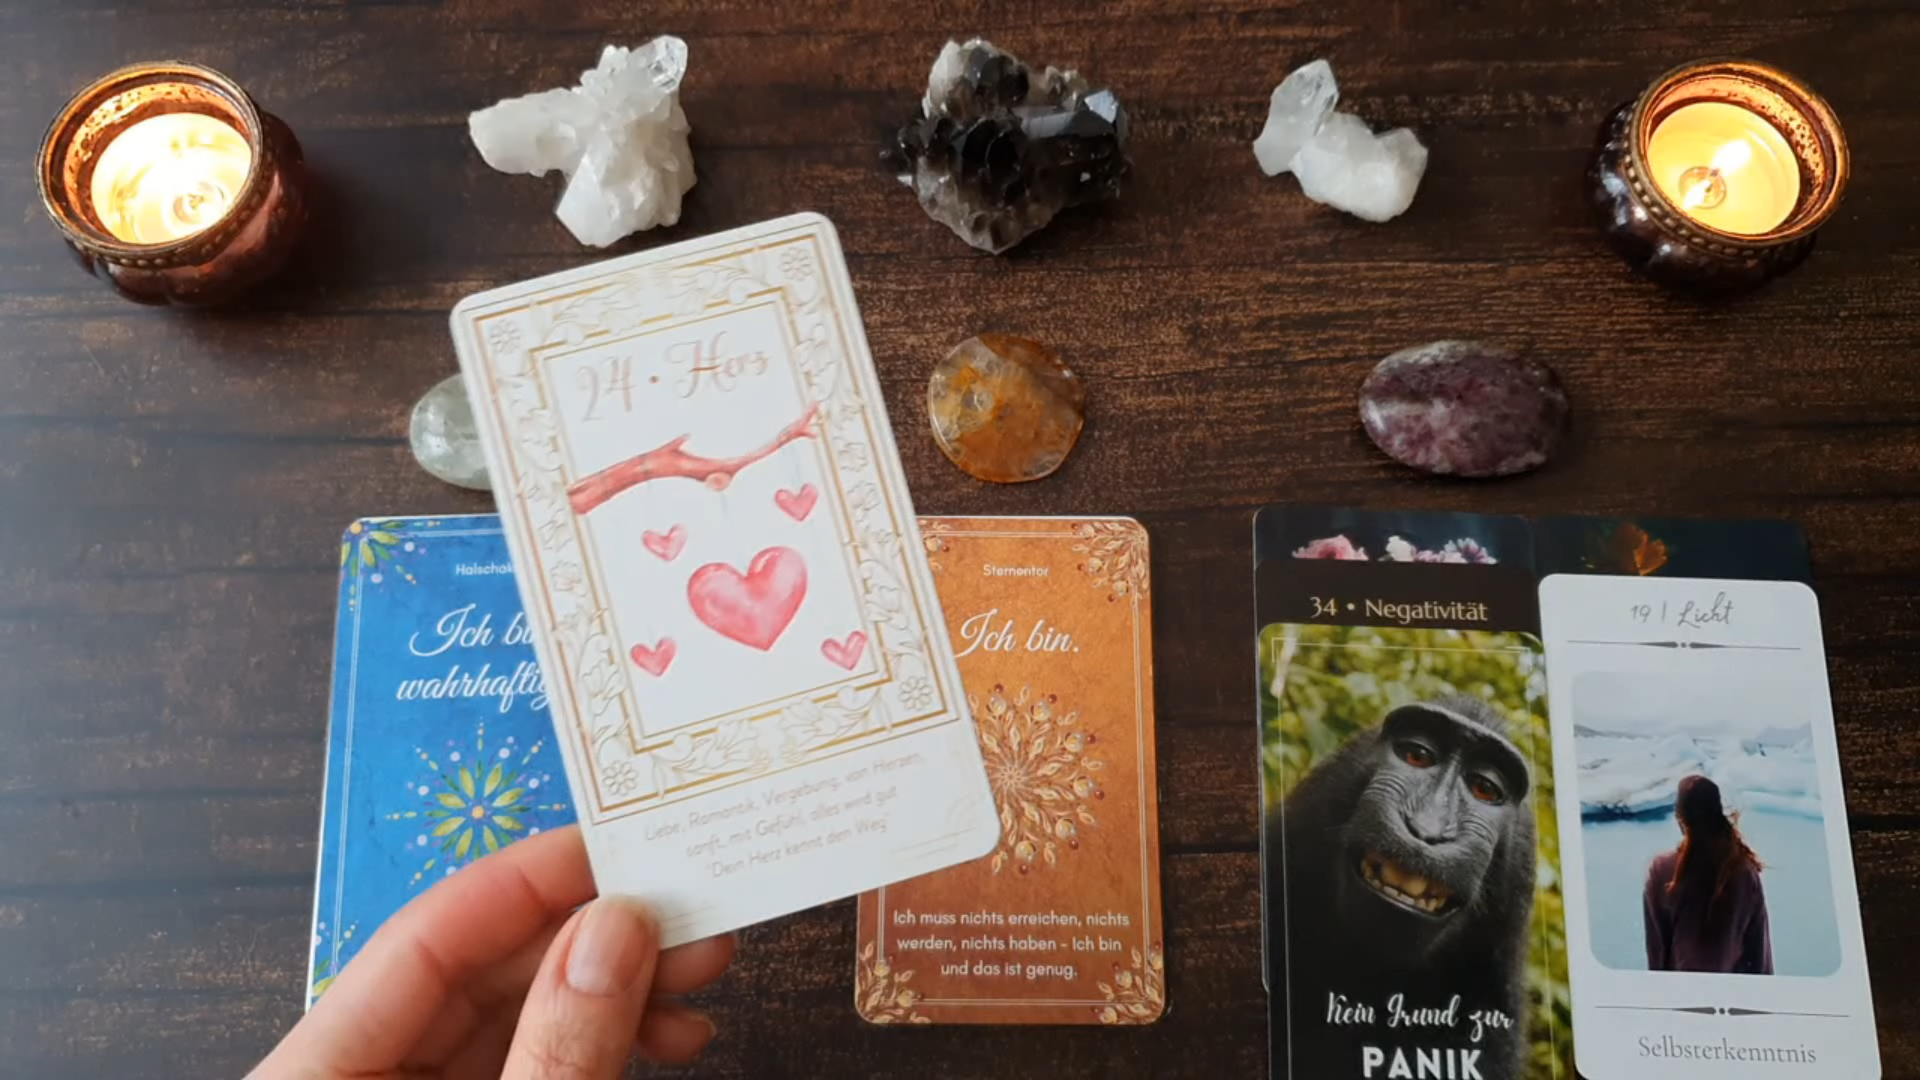 24 • Herz
Liebe, Romantik, Vergebung, von Herzen,
sanft, mit Gefühl, alles wird gut
"Dein Herz kennt den Weg"
Ich
wahrhaftig
Sternentor
Ich bin.
Ich muss nichts erreichen, nichts
werden, nichts haben - Ich bin
und das ist genug.
34 • Negativität
Kein Grund zur
PANIK
19 | Licht
Selbsterkenntnis